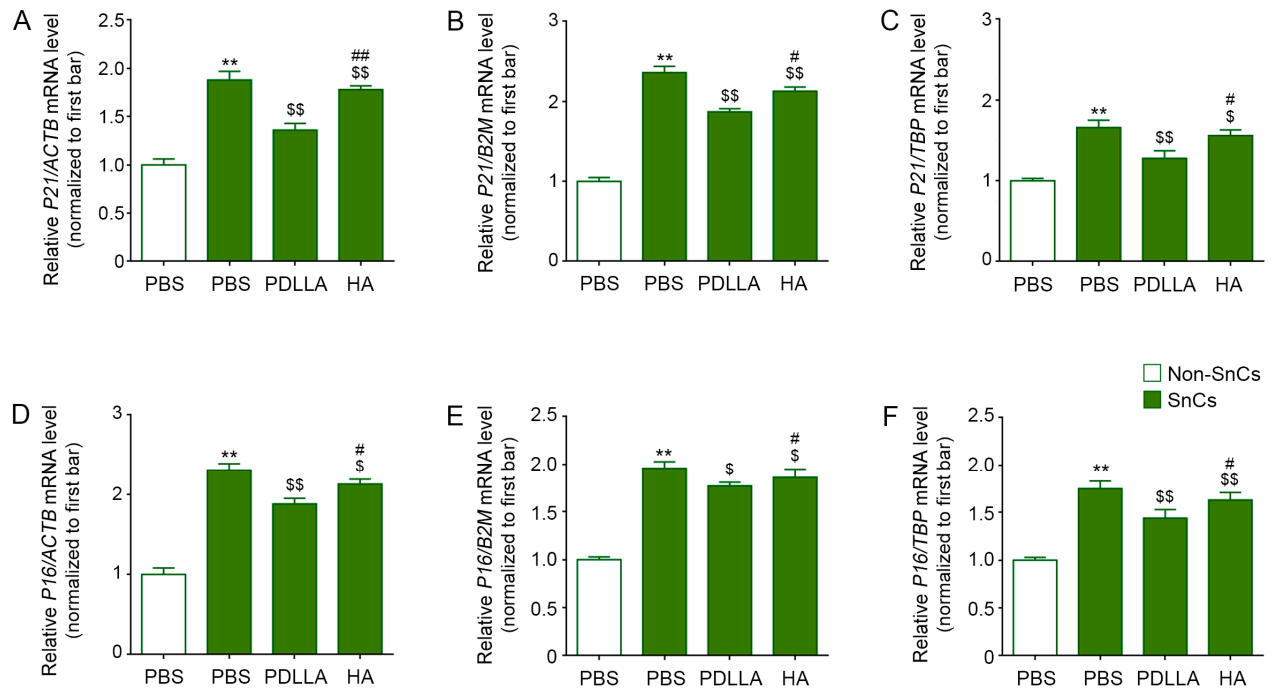 A
Relative P21/ACTB mRNA level
(normalized to first bar)
2.5
2.0
1.5
1.0
0.5
0
**
$$
##
$$
PBS
PBS
PDLLA
HA
B
Relative P21/B2M mRNA level
(normalized to first bar)
3
2
1
0
**
$$
#
$$
PBS
PBS
PDLLA
HA
C
Relative P21/TBP mRNA level
(normalized to first bar)
3
2
1
0
**
$$
#
$
PBS
PBS
PDLLA
HA
Non-SnCs
SnCs
D
Relative P16/ACTB mRNA level
(normalized to first bar)
3
2
1
0
**
$$
#
$
PBS
PBS
PDLLA
HA
E
Relative P16/B2M mRNA level
(normalized to first bar)
2.5
2.0
1.5
1.0
0.5
0
**
$
#
$
PBS
PBS
PDLLA
HA
F
Relative P16/TBP mRNA level
(normalized to first bar)
2.5
2.0
1.5
1.0
0.5
0
**
$$
#
$$
PBS
PBS
PDLLA
HA